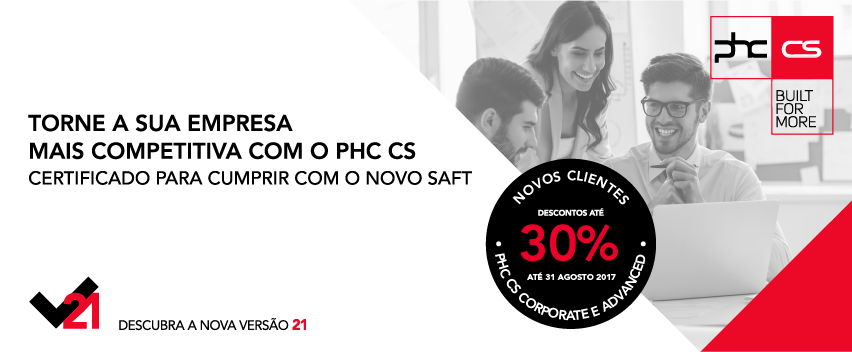 TORNE A SUA EMPRESA
MAIS COMPETITIVA COM O PHC CS
CERTIFICADO PARA CUMPRIR COM O NOVO SAFT
21
DESCUBRA A NOVA VERSÃO 21
NOVOS CLIENTES
DESCONTOS ATÉ
30%
ATÉ 31 AGOSTO 2017
• PHC CS CORPORATE E ADVANCED •
phc cs
BUILT
FOR
MORE